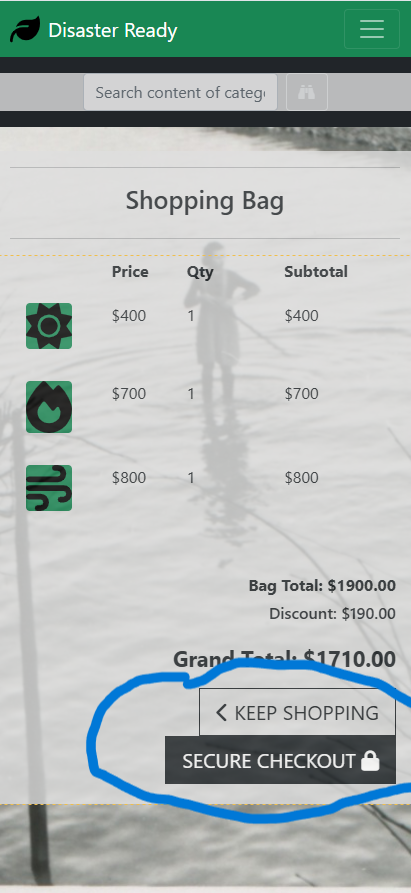 Disaster Ready
Search content of categ
Shopping Bag
Price Qty Subtotal
$400 1 $400
$700 1 $700
$800 1 $800
Bag Total: $1900.00
Discount: $190.00
Grand Total: $1710.00
KEEP SHOPPING
SECURE CHECKOUT